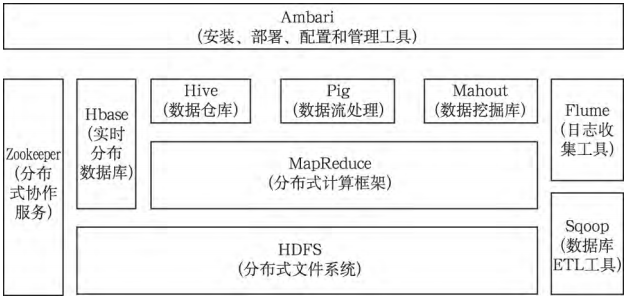 Ambari
(安装、部署、配置和管理工具)
Zookeeper
(分布
式协作
服务)
Hbase
(实时
分布
数据库)
Hive
(数据仓库)
Pig
(数据流处理)
Mahout
(数据挖掘库)
MapReduce
(分布式计算框架)
HDFS
(分布式文件系统)
Flume
(日志收
集工具)
Sqoop
(数据库
ETL工具)